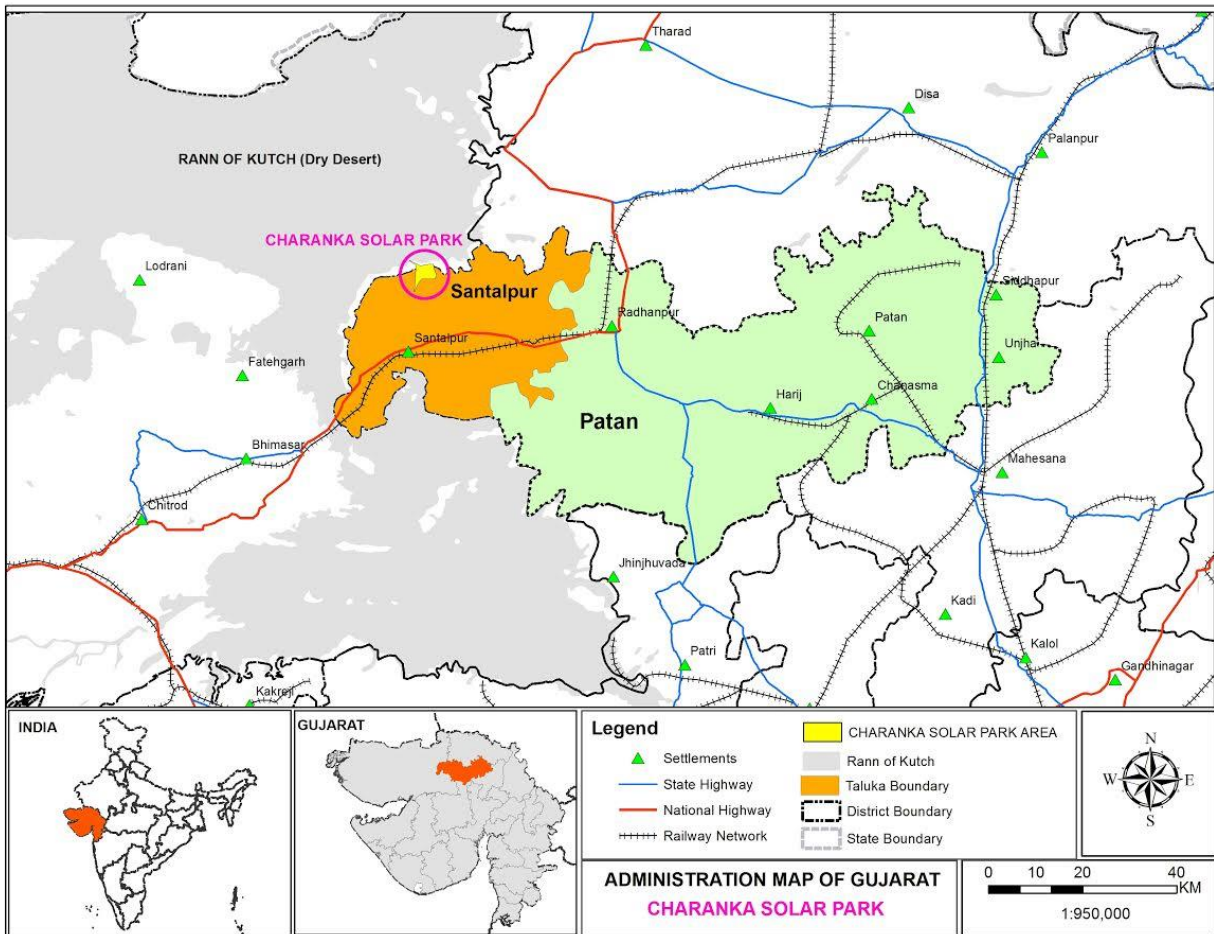 Tharad
Disa
Palanpur
RANN OF KUTCH (Dry Desert)
CHARANKA SOLAR PARK
Lodrani
Santalpur
Siddhapur
Radhanpur
Patan
Santalpur
Unjha
Fatehgarh
Chanasma
Harij
Patan
Bhimasar
Mahesana
Chitrod
Jhinjhuvada
Kadi
Patri
Kalol
Gandhinagar
Kakreji
INDIA
GUJARAT
Legend
Settlements
State Highway
National Highway
Railway Network
CHARANKA SOLAR PARK AREA
Rann of Kutch
Taluka Boundary
District Boundary
State Boundary
N
W E
S
ADMINISTRATION MAP OF GUJARAT
CHARANKA SOLAR PARK
0 10 20 40
KM
1:950,000